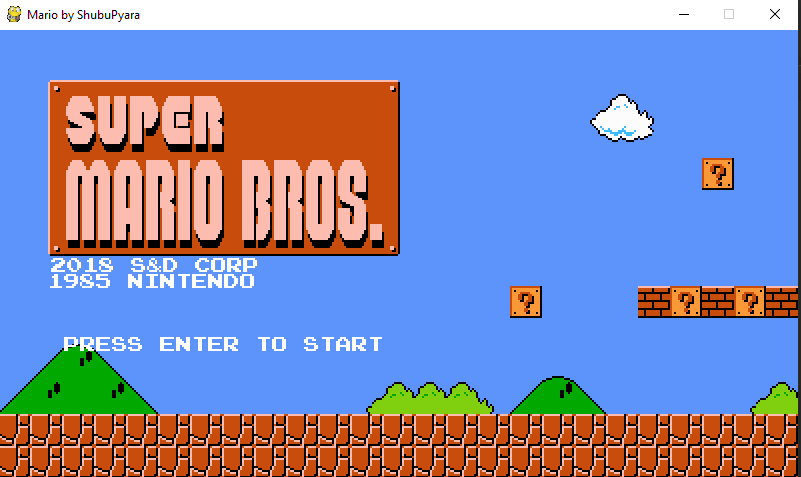 Mario by ShubuPyara
SUPER
MARIO BROS.
?
2018 S&D CORP
1985 NINTENDO
? ? ?
PRESS ENTER TO START